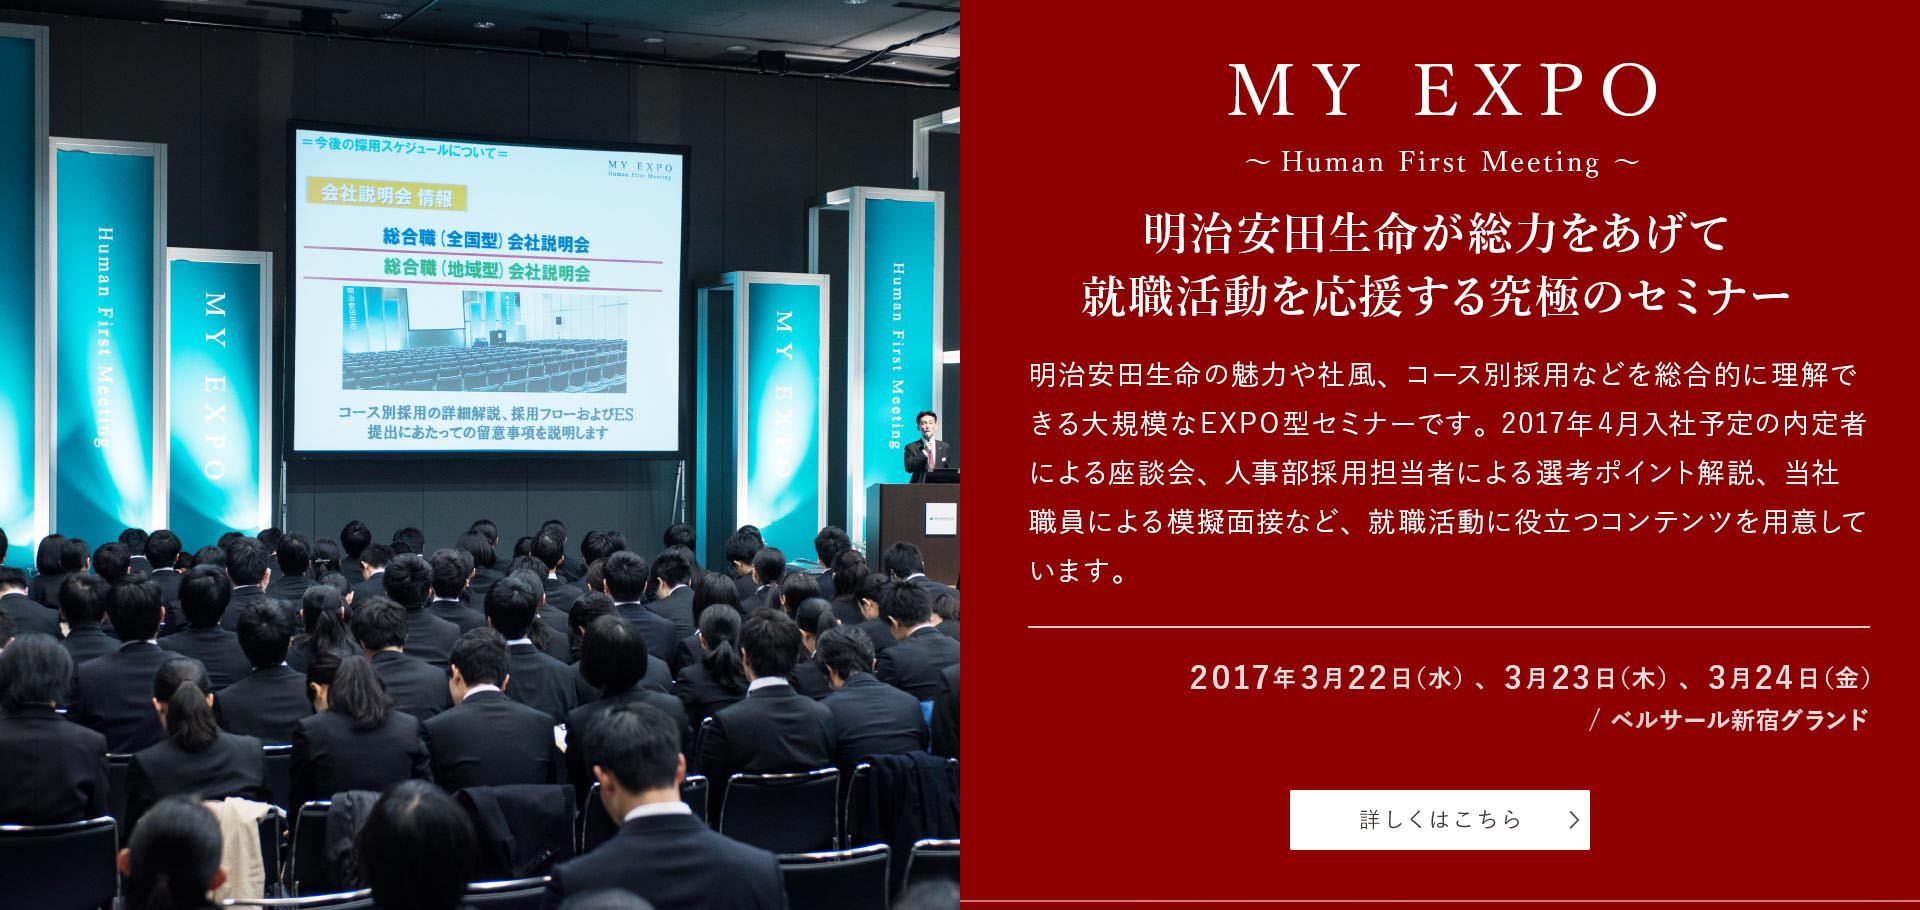 Human First Meeting
MY EXPO
＝今後の採用スケジュールについて＝
MY EXPO
Human First Meeting
会社説明会 情報
総合職（全国型）会社説明会
総合職（地域型）会社説明会
コース別採用の詳細解説、採用フローおよびES
提出にあたっての留意事項を説明します
MY EXPO
Human First Meeting
MY EXPO
～ Human First Meeting ～
明治安田生命が総力をあげて
就職活動を応援する究極のセミナー
明治安田生命の魅力や社風、コース別採用などを総合的に理解で
きる大規模なEXPO型セミナーです。2017年4月入社予定の内定者
による座談会、人事部採用担当者による選考ポイント解説、当社
職員による模擬面接など、就職活動に役立つコンテンツを用意して
います。
2017年3月22日（水）、3月23日（木）、3月24日（金）
/ ベルサール新宿グランド
詳しくはこちら